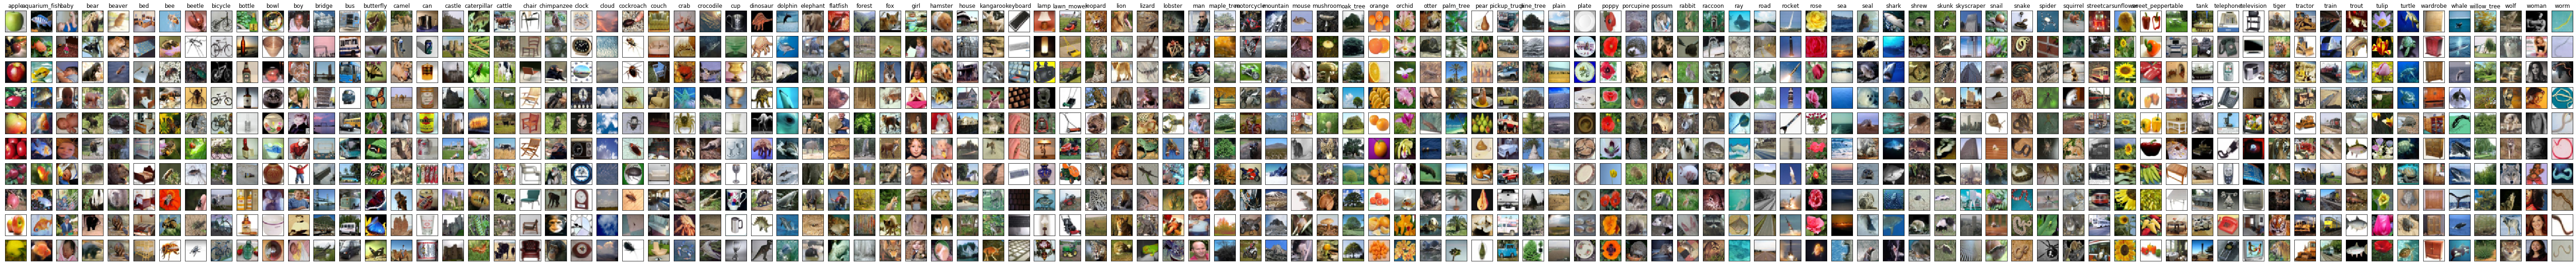 apple aquarium_fish baby bear beaver bed bee beetle bicycle bottle bowl boy bridge bus butterfly camel can castle caterpillar cattle chair chimpanzee clock cloud cockroach couch crab crocodile cup dinosaur dolphin elephant flatfish forest fox girl hamster house kangaroo keyboard lamp lawn_mower leopard lion lizard lobster man maple_tree motorcycle mountain mouse mushroom oak_tree orange orchid otter palm_tree pear pickup_truck pine_tree plain plate poppy porcupine possum rabbit raccoon ray road rocket rose sea seal shark shrew skunk skyscraper snail snake spider squirrel streetcar sunflower sweet_pepper table tank telephone television tiger tractor train trout tulip turtle wardrobe whale willow_tree wolf woman worm